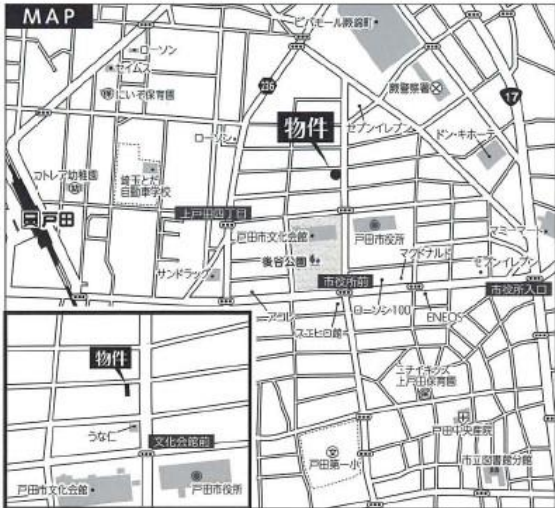 MAP
ビバモール蕨錦町
ローソン
セイムス
にいぞ保育園
236
蕨警察署
17
セブンイレブン
ドン・キホーテ
物件
ローソン
コトレア幼稚園
埼玉とだ
自動車学校
戸田
上戸田四丁目
戸田市文化会館
戸田市役所
後谷公園
マミーマート
マクドナルド
セブンイレブン
サンドラッグ
市役所前
市役所入口
アコレ
スエヒロ館
ローソン100
ENEOS
物件
うな仁
文化会館前
戸田市文化会館
戸田市役所
ニチイキッズ
上戸田保育園
戸田中央産院
戸田第一小
市立図書館分館